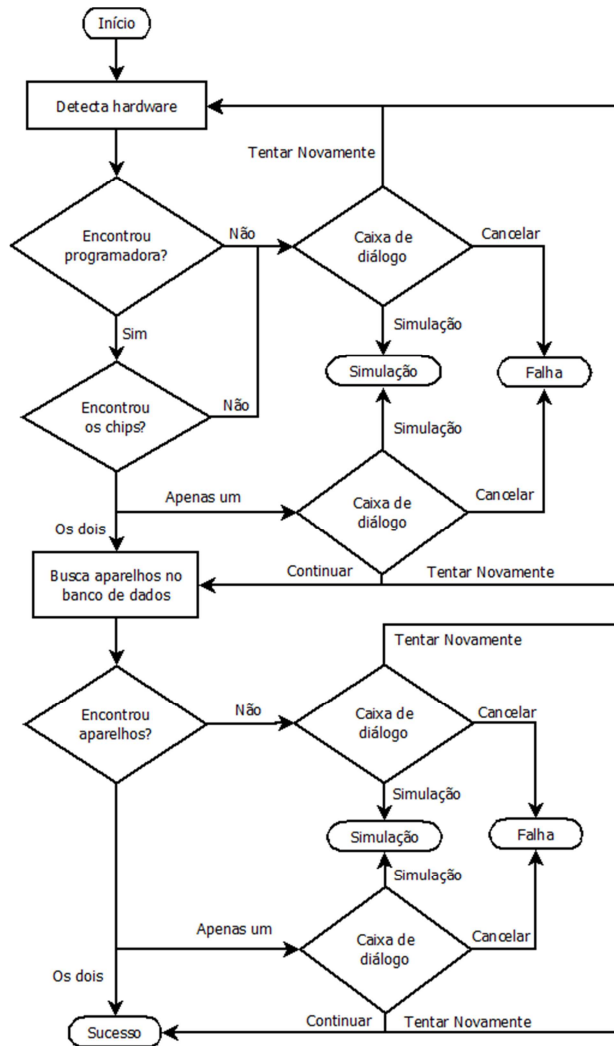 Início
Detecta hardware
Tentar Novamente
Encontrou
programadora?
Não
Caixa de
diálogo
Cancelar
Sim
Simulação
Simulação
Falha
Encontrou
os chips?
Não
Simulação
Apenas um
Caixa de
diálogo
Cancelar
Os dois
Busca aparelhos no
banco de dados
Continuar
Tentar Novamente
Tentar Novamente
Encontrou
aparelhos?
Não
Caixa de
diálogo
Cancelar
Simulação
Simulação
Falha
Simulação
Apenas um
Caixa de
diálogo
Cancelar
Os dois
Sucesso
Continuar
Tentar Novamente